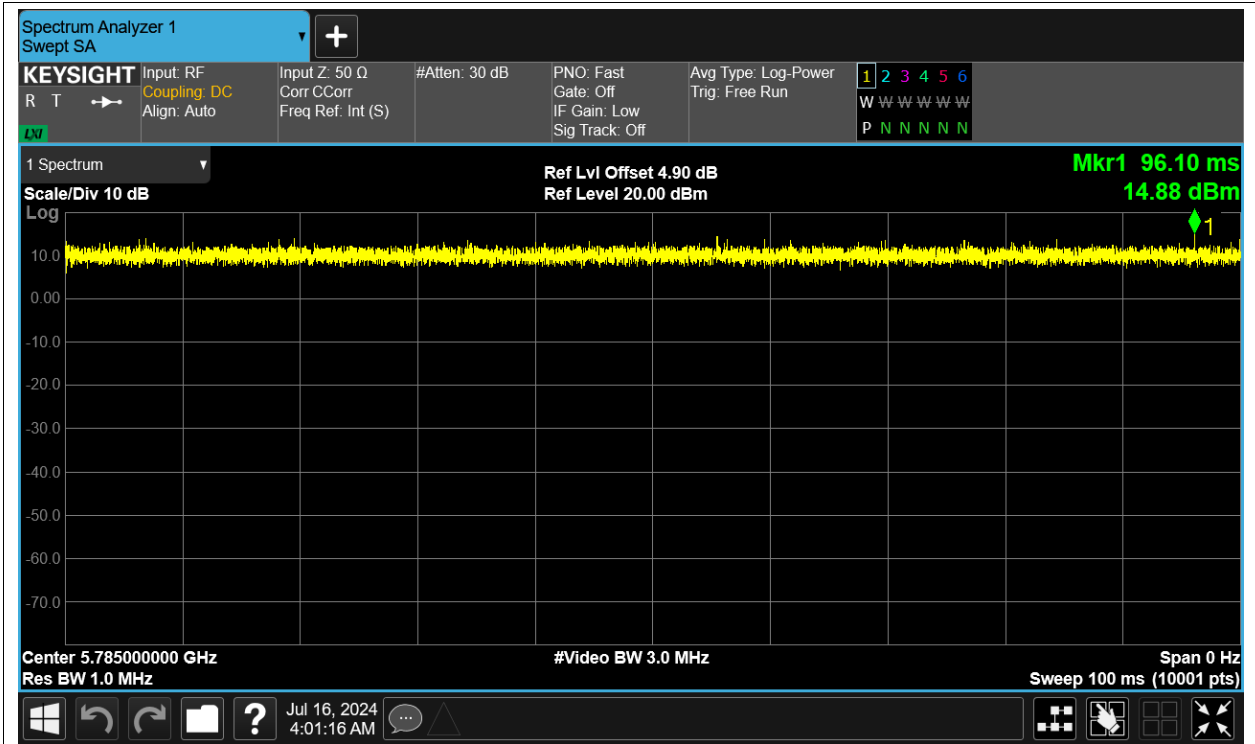 Spectrum Analyzer 1
Swept SA
KEYSIGHT
R T
LXI
Input: RF
Coupling: DC
Align: Auto
Input Z: 50 Ω
Corr CCorr
Freq Ref: Int (S)
#Atten: 30 dB
PNO: Fast
Gate: Off
IF Gain: Low
Sig Track: Off
Avg Type: Log-Power
Trig: Free Run
1 2 3 4 5 6
W W W W W W
P N N N N N
1 Spectrum
Scale/Div 10 dB
Log
Ref Lvl Offset 4.90 dB
Ref Level 20.00 dBm
Mkr1 96.10 ms
14.88 dBm
1
10.0
0.00
-10.0
-20.0
-30.0
-40.0
-50.0
-60.0
-70.0
Center 5.785000000 GHz
Res BW 1.0 MHz
#Video BW 3.0 MHz
Span 0 Hz
Sweep 100 ms (10001 pts)
?
Jul 16, 2024
4:01:16 AM